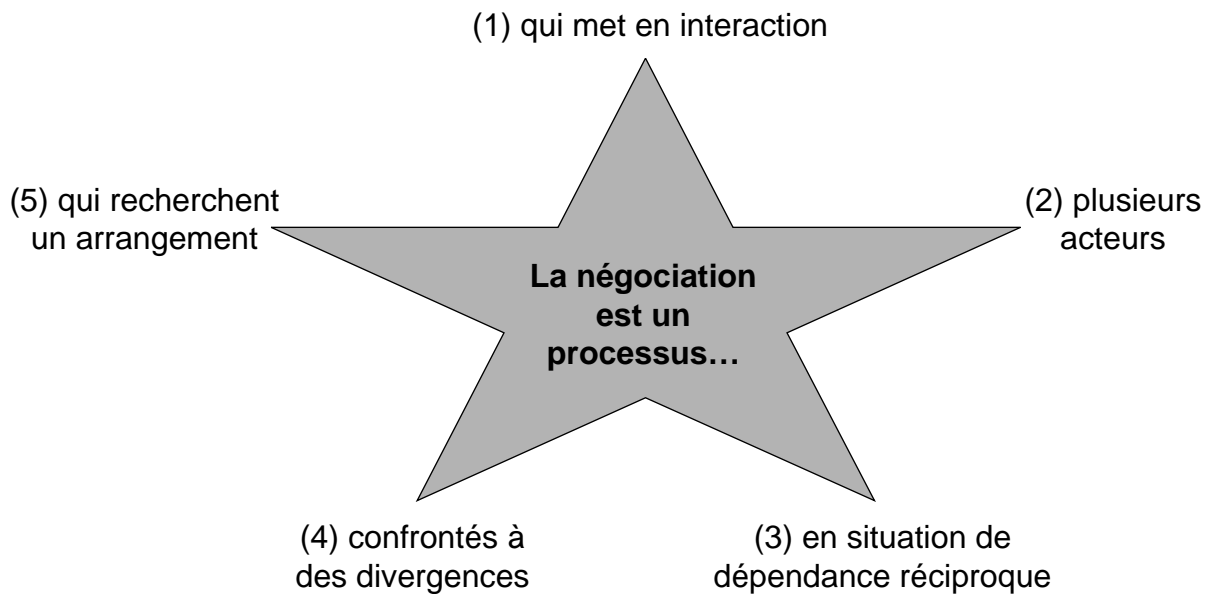 (1) qui met en interaction
(5) qui recherchent
un arrangement
(2) plusieurs
acteurs
La négociation
est un
processus…
(4) confrontés à
des divergences
(3) en situation de
dépendance réciproque